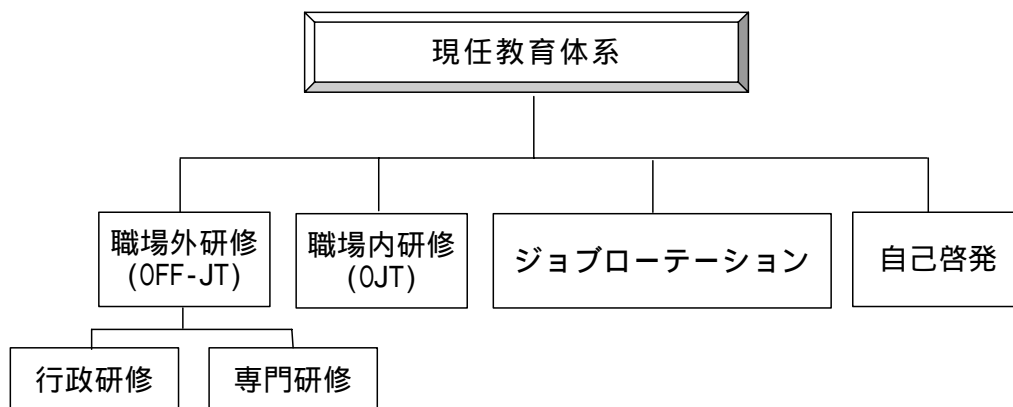 現任教育体系
職場外研修
(OFF-JT)
職場内研修
(OJT)
ジョブローテーション
自己啓発
行政研修
専門研修